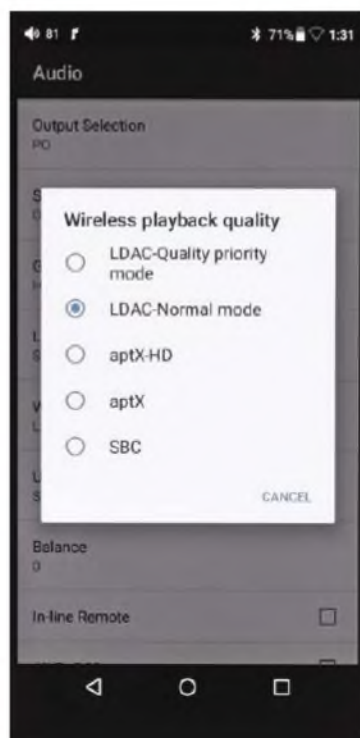 81
71% 1:31
Audio
Output Selection
PO
Wireless playback quality
LDAC-Quality priority
mode
LDAC-Normal mode
aptX-HD
aptX
SBC
CANCEL
Balance
0
In-line Remote